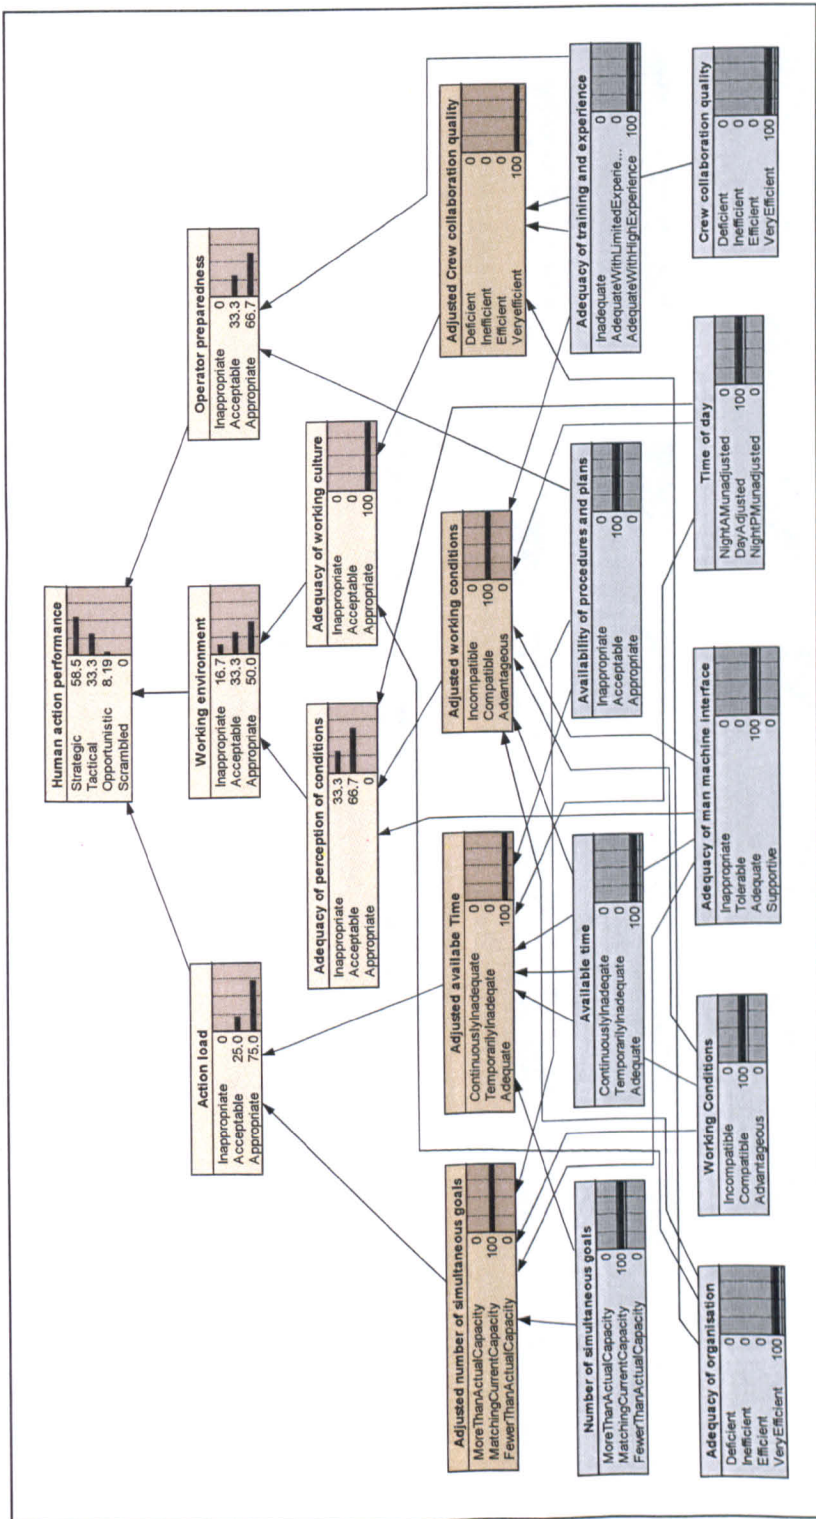 Human action performance
Strategic 58.5
Tactical 33.3
Opportunistic 8.19
Scrambled 0
Action load
Inappropriate 0
Acceptable 25.0
Appropriate 75.0
Working environment
Inappropriate 16.7
Acceptable 33.3
Appropriate 50.0
Operator preparedness
Inappropriate 0
Acceptable 33.3
Appropriate 66.7
Adequacy of perception of conditions
Inappropriate 33.3
Acceptable 66.7
Appropriate 0
Adequacy of working culture
Inappropriate 0
Acceptable 0
Appropriate 100
Adjusted number of simultaneous goals
MoreThanActualCapacity 0
MatchingCurrentCapacity 100
FewerThanActualCapacity 0
Adjusted availabe Time
ContinuouslyInadequate 0
TemporarilyInadeqate 0
Adequate 100
Adjusted working conditions
Incompatible 0
Compatible 100
Advantageous 0
Adjusted Crew collaboration quality
Deficient 0
Inefficient 0
Efficient 0
Veryefficient 100
Number of simultaneous goals
MoreThanActualCapacity 0
MatchingCurrentCapacity 100
FewerThanActualCapacity 0
Available time
ContinuouslyInadeqate 0
TemporarilyInadequate 0
Adequate 100
Availability of procedures and plans
Inappropriate 0
Acceptable 100
Appropriate 0
Adequacy of training and experience
Inadequate 0
AdequateWithLimitedExperie... 0
AdequateWithHighExperience 100
Adequacy of organisation
Deficient 0
Inefficient 0
Efficient 0
VeryEfficient 100
Working Conditions
Incompatible 0
Compatible 100
Advantageous 0
Adequacy of man machine interface
Inappropriate 0
Tolerable 0
Adequate 100
Supportive 0
Time of day
NightAMunadjusted 0
DayAdjusted 100
NightPMunadjusted 0
Crew collaboration quality
Deficient 0
Inefficient 0
Efficient 0
VeryEfficient 100